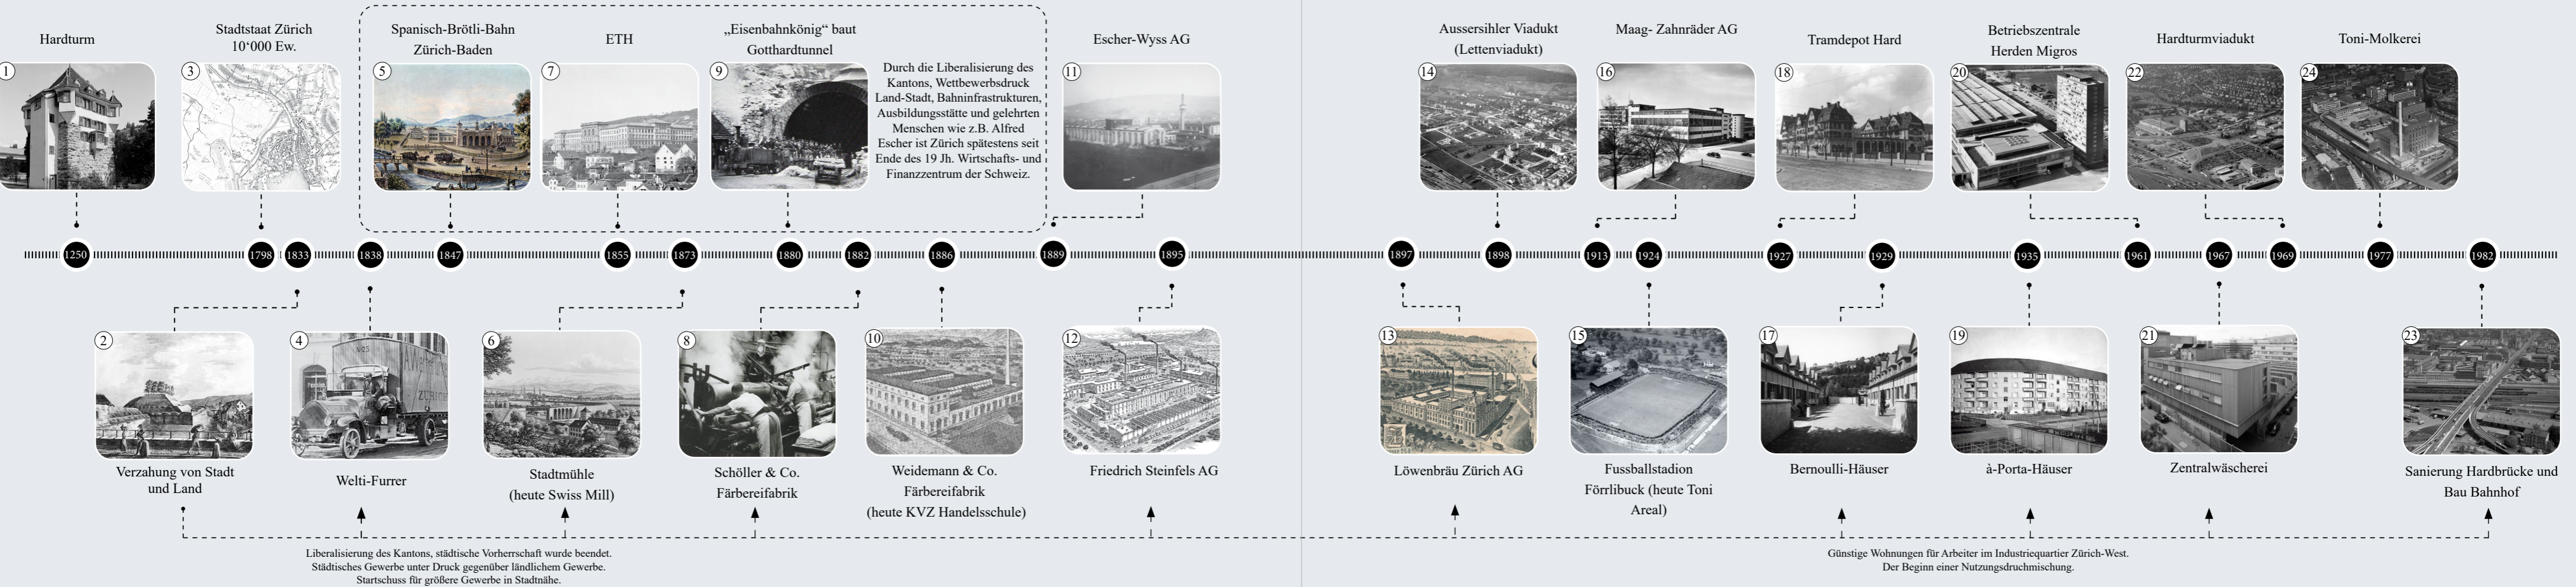 Hardturm
Stadtstaat Zürich
10‘000 Ew.
Spanisch-Brötli-Bahn
Zürich-Baden
ETH
„Eisenbahnkönig“ baut
Gotthardtunnel
Durch die Liberalisierung des
Kantons, Wettbewerbsdruck
Land-Stadt, Bahninfrastrukturen,
Ausbildungsstätte und gelehrten
Menschen wie z.B. Alfred
Escher ist Zürich spätestens seit
Ende des 19 Jh. Wirtschafts- und
Finanzzentrum der Schweiz.
Escher-Wyss AG
Aussersihler Viadukt
(Lettenviadukt)
Maag- Zahnräder AG
Tramdepot Hard
Betriebszentrale
Herden Migros
Hardturmviadukt
Toni-Molkerei
1
3
5
7
9
11
14
16
18
20
22
24
1250
1798
1833
1838
1847
1855
1873
1880
1882
1886
1889
1895
1897
1898
1913
1924
1927
1929
1935
1961
1967
1969
1977
1982
2
4
6
8
10
12
13
15
17
19
21
23
Verzahung von Stadt
und Land
Welti-Furrer
Stadtmühle
(heute Swiss Mill)
Schöller & Co.
Färbereifabrik
Weidemann & Co.
Färbereifabrik
(heute KVZ Handelsschule)
Friedrich Steinfels AG
Löwenbräu Zürich AG
Fussballstadion
Förrlibuck (heute Toni
Areal)
Bernoulli-Häuser
à-Porta-Häuser
Zentralwäscherei
Sanierung Hardbrücke und
Bau Bahnhof
Liberalisierung des Kantons, städtische Vorherrschaft wurde beendet.
Städtisches Gewerbe unter Druck gegenüber ländlichem Gewerbe.
Startschuss für größere Gewerbe in Stadtnähe.
Günstige Wohnungen für Arbeiter im Industriequartier Zürich-West.
Der Beginn einer Nutzungsdruchmischung.